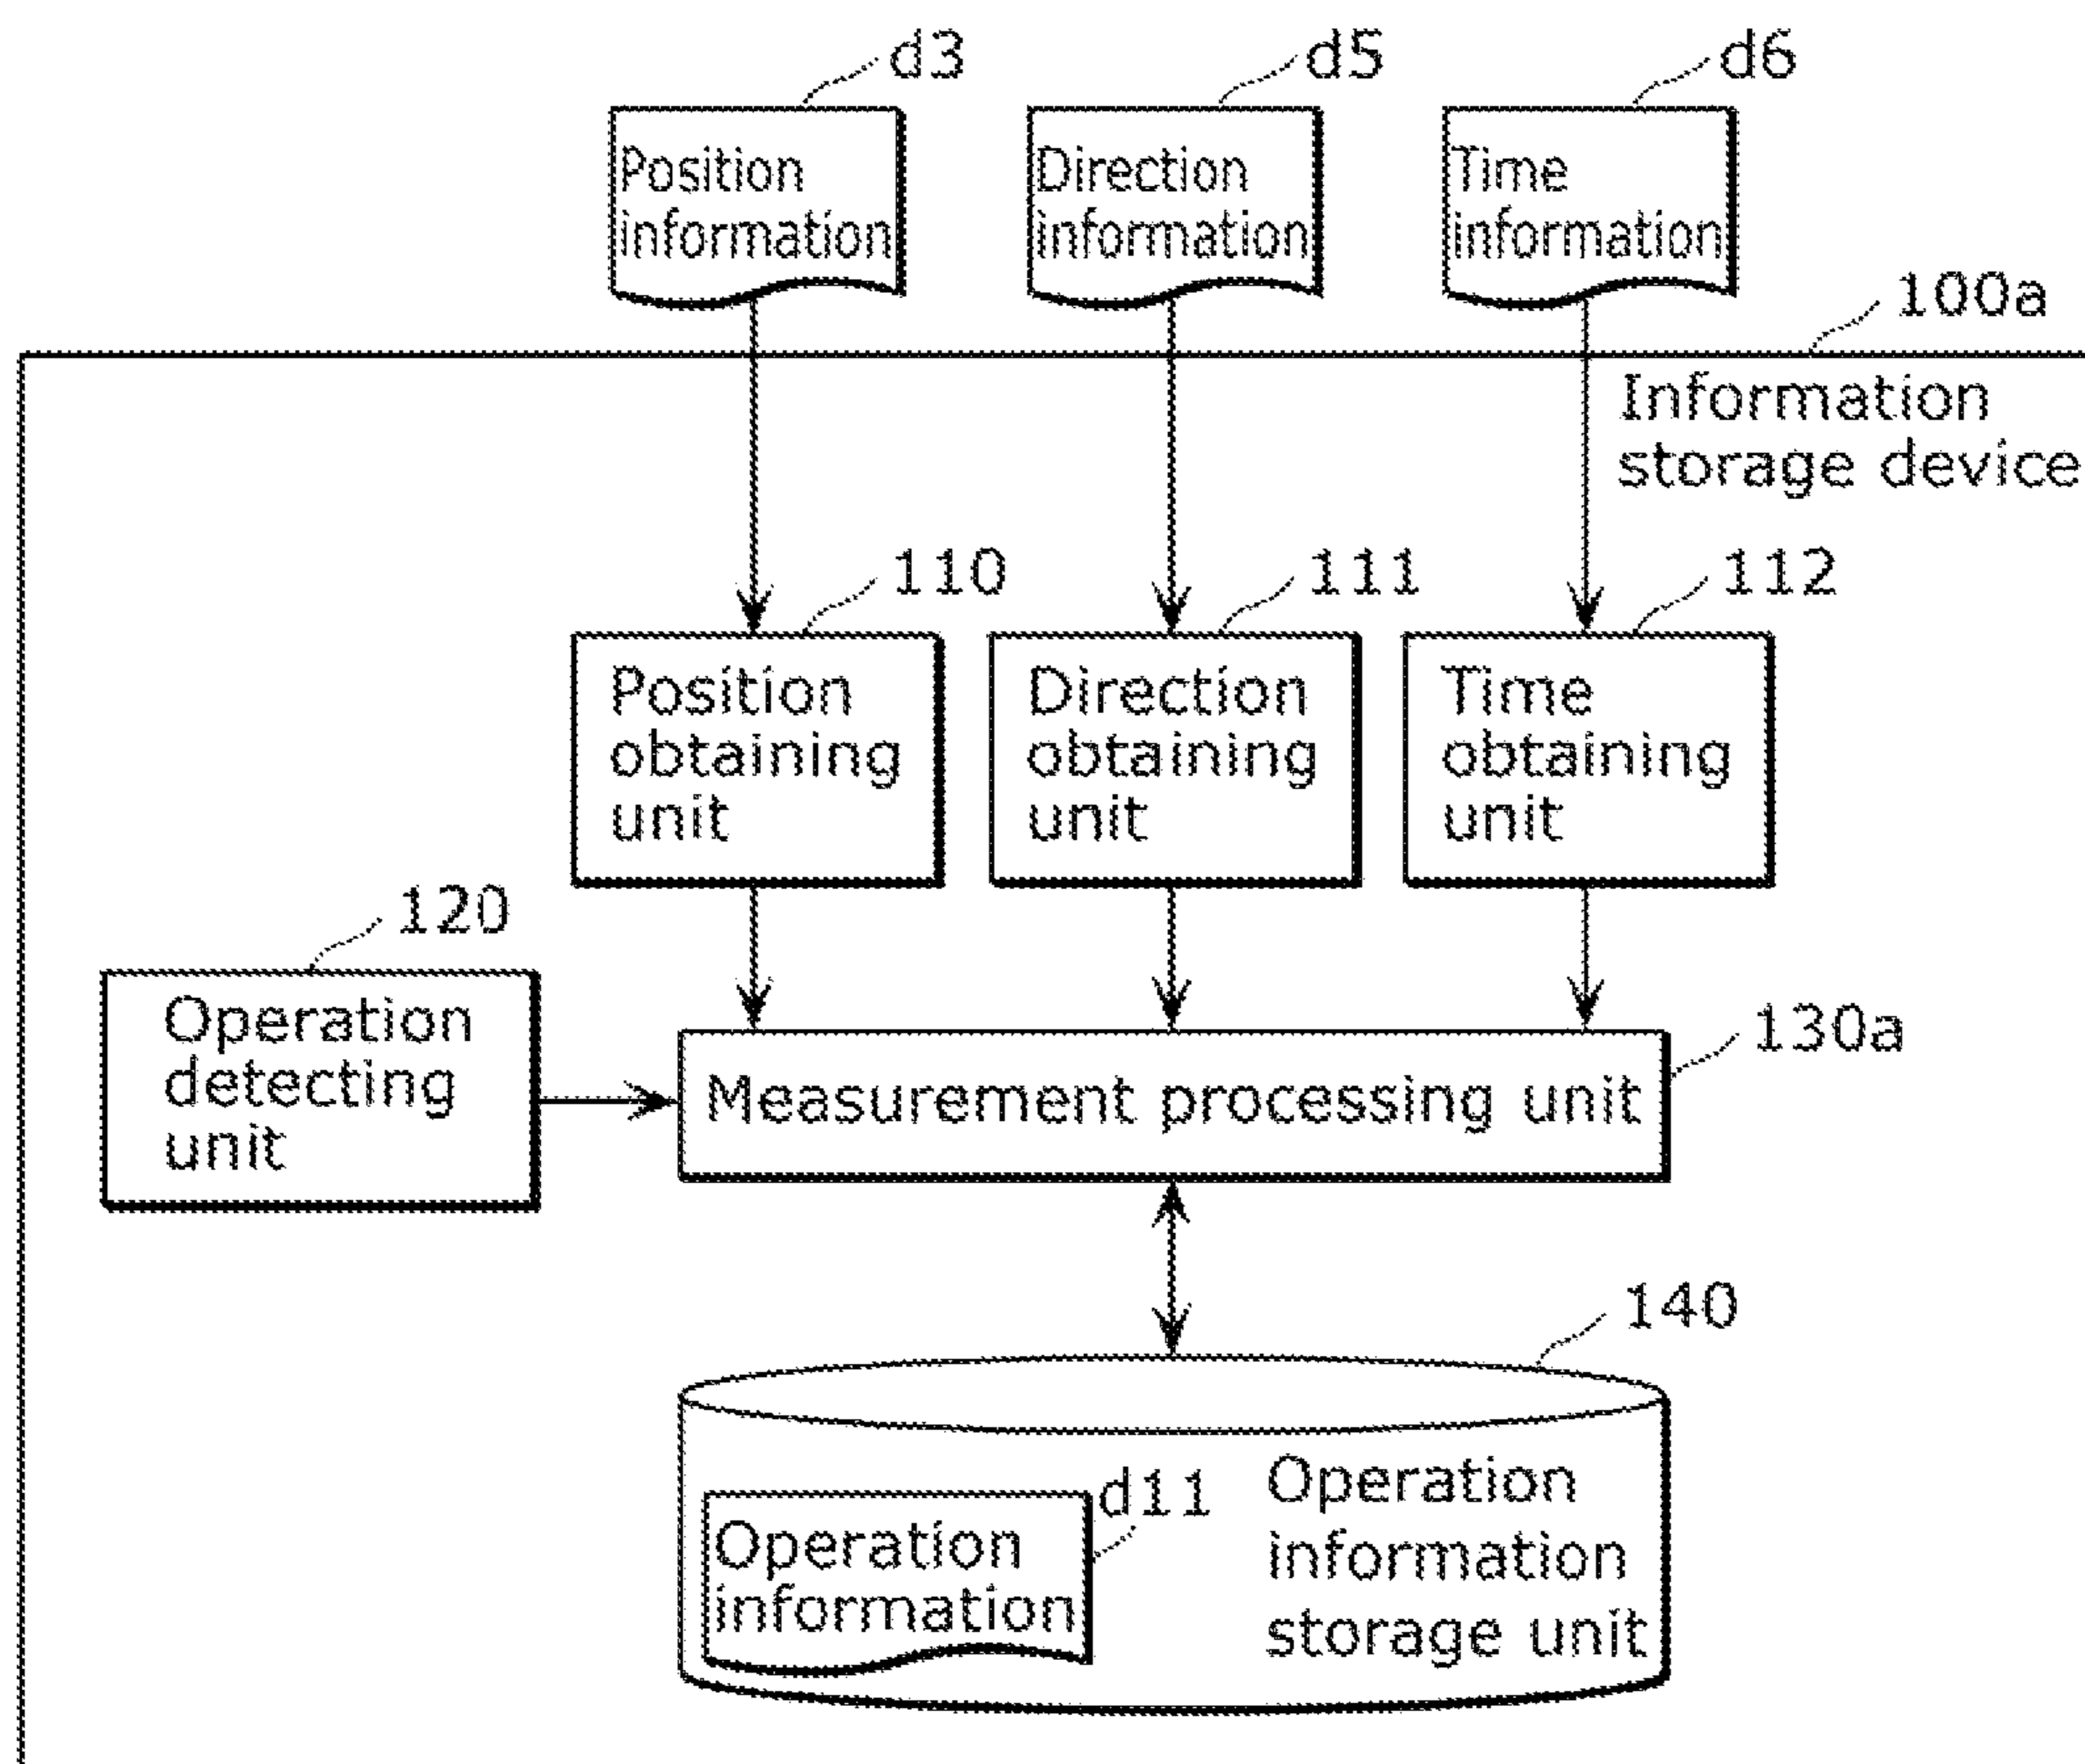 d3
d5
d6
Position
information
Direction
information
Time
information
100a
Information
storage device
110
111
112
Position
obtaining
unit
Direction
obtaining
unit
Time
obtaining
unit
120
Operation
detecting
unit
130a
Measurement processing unit
140
d11
Operation
information
Operation
information
storage unit